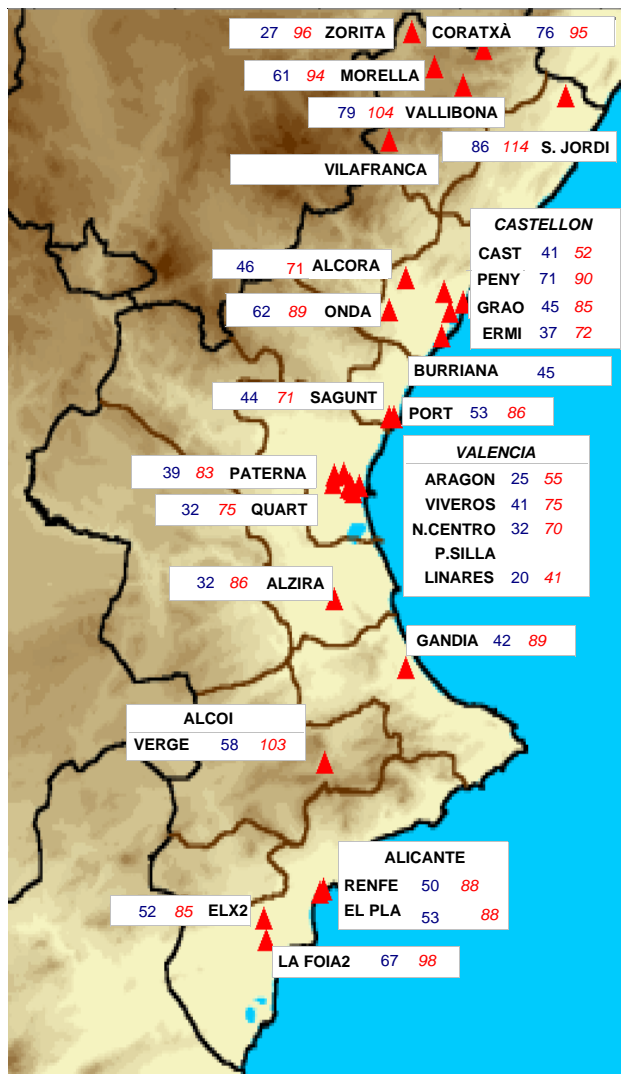 27 96 ZORITA
CORATXÀ 76 95
61 94 MORELLA
79 104 VALLIBONA
86 114 S. JORDI
VILAFRANCA
CASTELLON
CAST 41 52
PENY 71 90
GRAO 45 85
ERMI 37 72
46 71 ALCORA
62 89 ONDA
BURRIANA 45
44 71 SAGUNT
PORT 53 86
VALENCIA
ARAGON 25 55
VIVEROS 41 75
N.CENTRO 32 70
P.SILLA
LINARES 20 41
39 83 PATERNA
32 75 QUART
32 86 ALZIRA
GANDIA 42 89
ALCOI
VERGE 58 103
ALICANTE
RENFE 50 88
EL PLA 53 88
52 85 ELX2
LA FOIA2 67 98